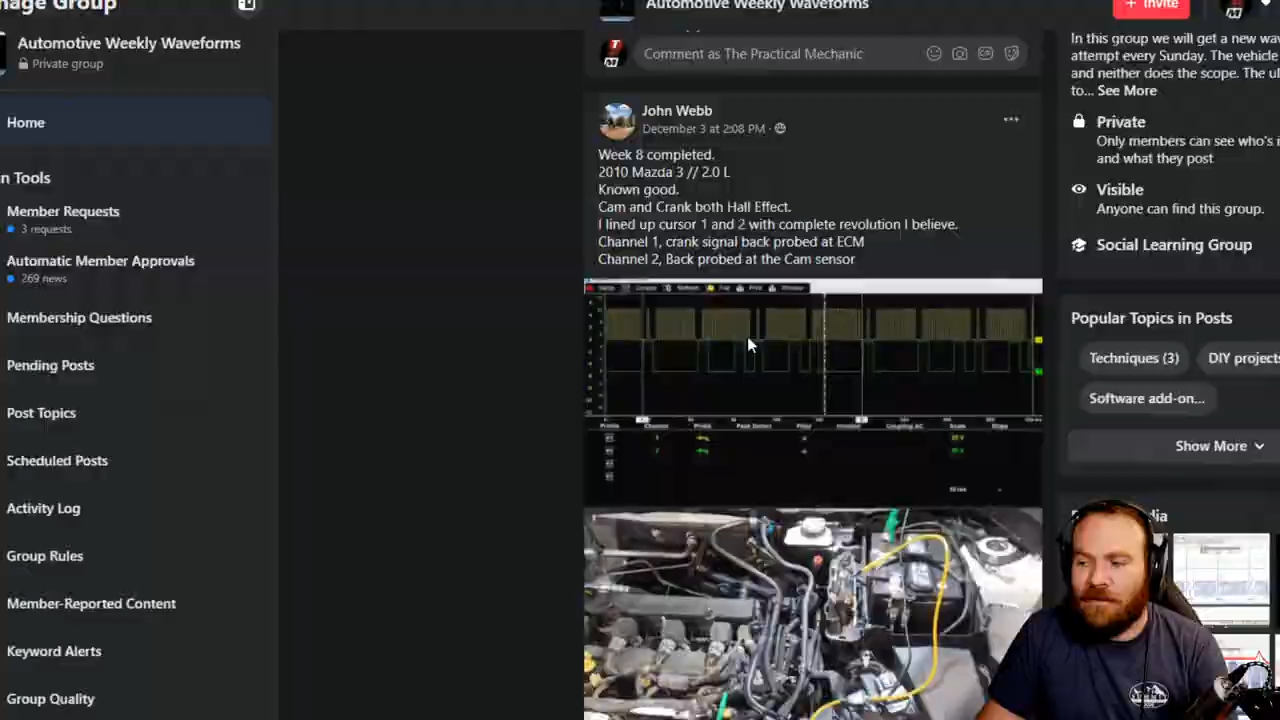 nage Group
Automotive Weekly Waveforms
Private group
Home
n Tools
Member Requests
3 requests
Automatic Member Approvals
269 news
Membership Questions
Pending Posts
Post Topics
Scheduled Posts
Activity Log
Group Rules
Member-Reported Content
Keyword Alerts
Group Quality
Automotive Weekly Waveforms
+ Invite
Comment as The Practical Mechanic
John Webb
December 3 at 2:08 PM ·
Week 8 completed.
2010 Mazda 3 // 2.0 L
Known good.
Cam and Crank both Hall Effect.
I lined up cursor 1 and 2 with complete revolution I believe.
Channel 1, crank signal back probed at ECM
Channel 2, Back probed at the Cam sensor
In this group we will get a new wav
attempt every Sunday. The vehicle
and neither does the scope. The ul
to... See More
Private
Only members can see who's i
and what they post
Visible
Anyone can find this group.
Social Learning Group
Popular Topics in Posts
Techniques (3)
DIY project
Software add-on...
Show More
dia